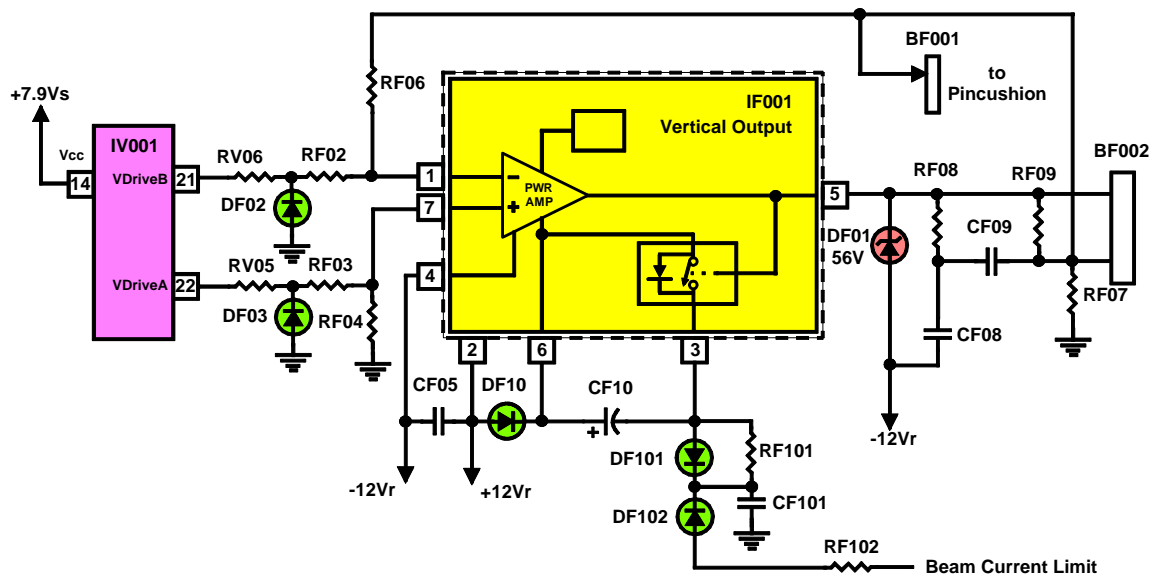 BF001
to
Pincushion
+7.9Vs
RF06
IF001
Vertical Output
IV001
Vcc
14
VDriveB
21
RV06
RF02
1
PWR
AMP
−
+
7
5
RF08
RF09
BF002
DF02
DF01
56V
CF09
VDriveA
22
RV05
RF03
4
DF03
RF04
RF07
CF08
2
6
3
CF05
DF10
CF10
+
-12Vr
-12Vr
+12Vr
DF101
RF101
DF102
CF101
RF102
Beam Current Limit